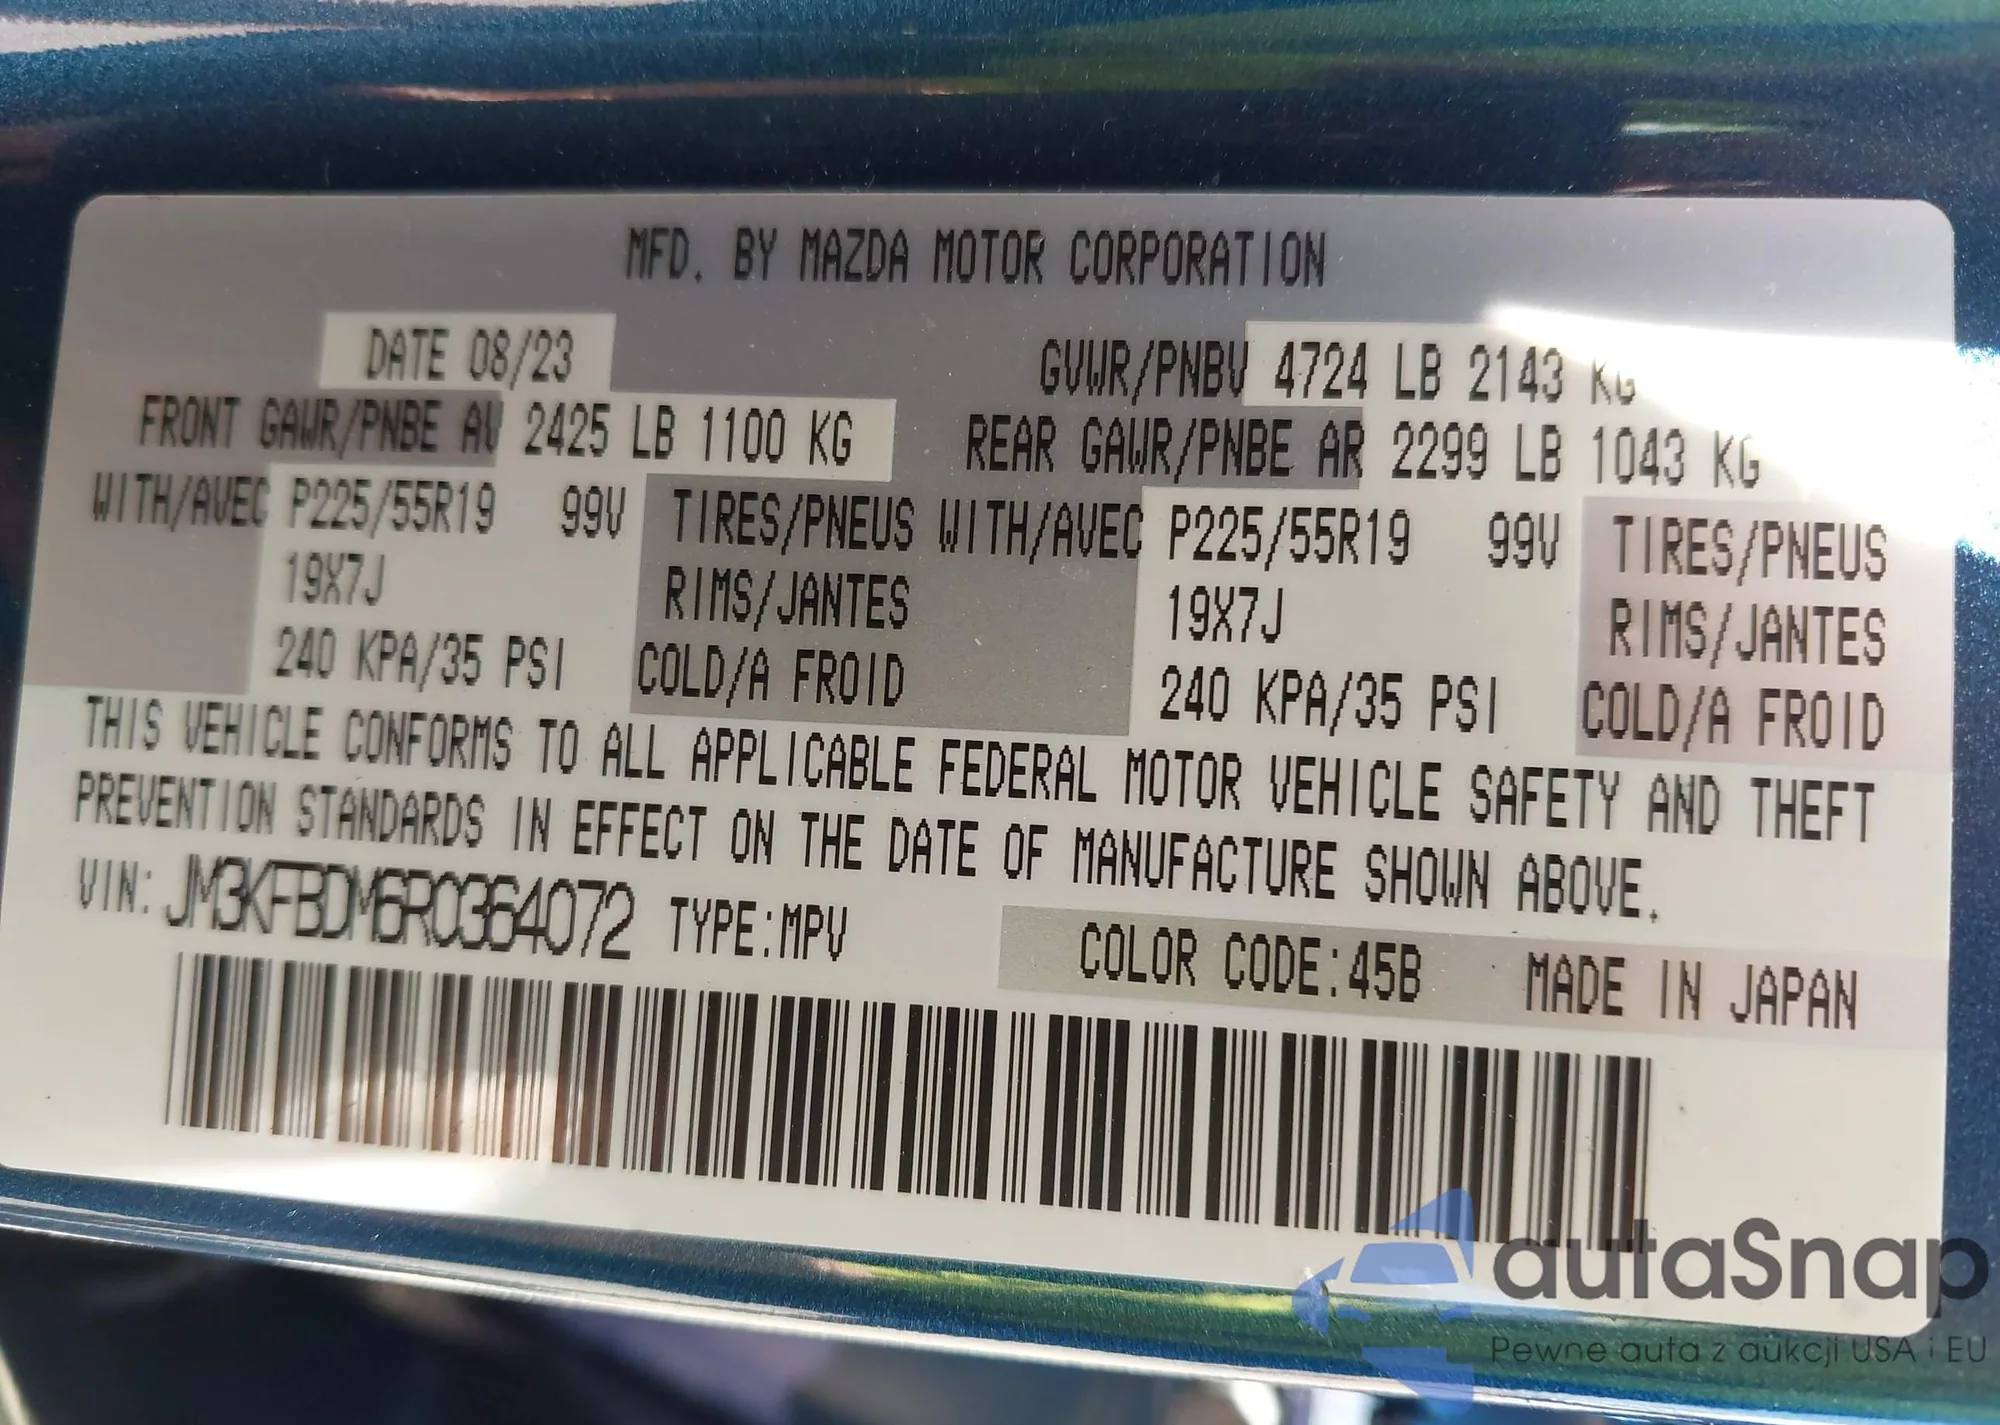 MFD. BY MAZDA MOTOR CORPORATION
DATE 08/23 GVWR/PNBV 4724 LB 2143 KG
FRONT GAWR/PNBE AV 2425 LB 1100 KG REAR GAWR/PNBE AR 2299 LB 1043 KG
WITH/AVEC P225/55R19 99V TIRES/PNEUS WITH/AVEC P225/55R19 99V TIRES/PNEUS
19X7J RIMS/JANTES 19X7J RIMS/JANTES
240 KPA/35 PSI COLD/A FROID 240 KPA/35 PSI COLD/A FROID
THIS VEHICLE CONFORMS TO ALL APPLICABLE FEDERAL MOTOR VEHICLE SAFETY AND THEFT
PREVENTION STANDARDS IN EFFECT ON THE DATE OF MANUFACTURE SHOWN ABOVE.
VIN: JM3KFBDM6R0364072 TYPE:MPV COLOR CODE:45B MADE IN JAPAN
autaSnap
Pewne auta z aukcji USA i EU